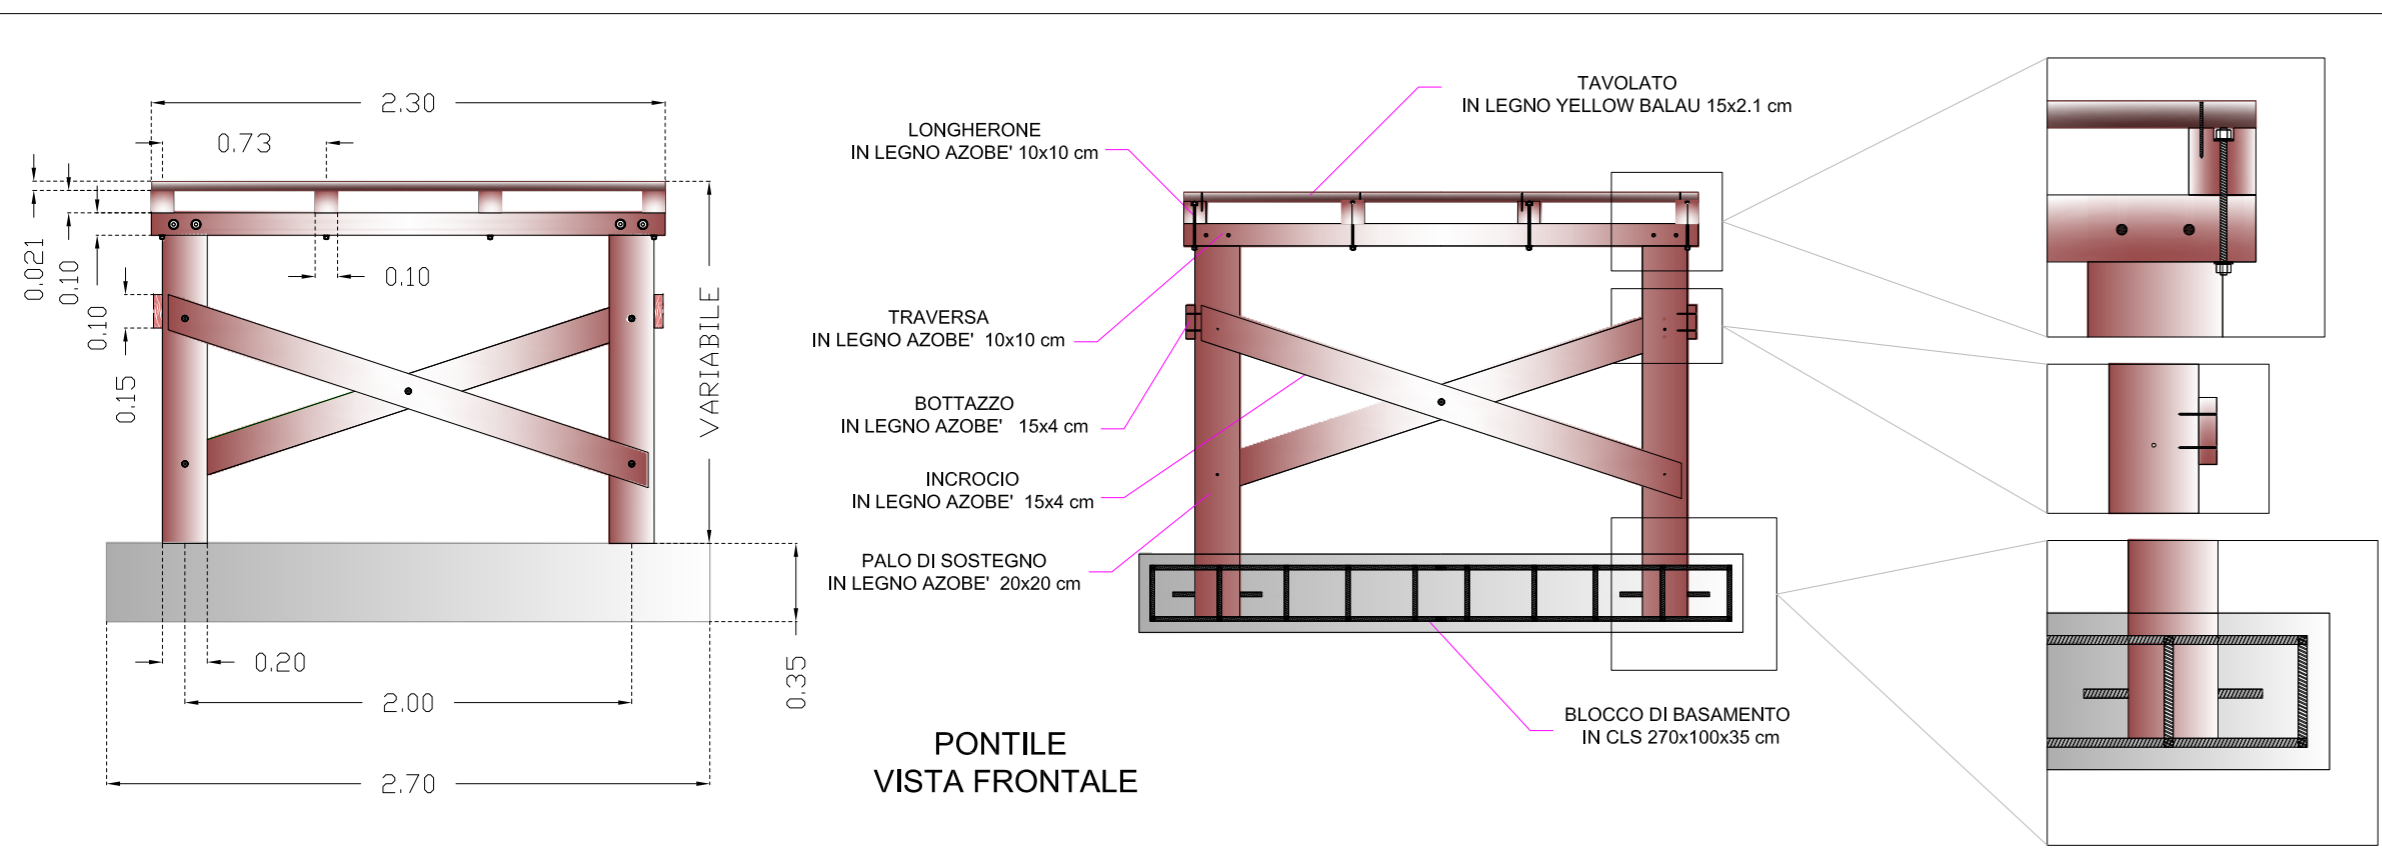 2.30
0.73
0.021
0.10
0.10
0.15
0.10
VARIABILE
0.20
2.00
2.70
0.35
LONGHERONE
IN LEGNO AZOBE' 10x10 cm
TAVOLATO
IN LEGNO YELLOW BALAU 15x2.1 cm
TRAVERSA
IN LEGNO AZOBE' 10x10 cm
BOTTAZZO
IN LEGNO AZOBE' 15x4 cm
INCROCIO
IN LEGNO AZOBE' 15x4 cm
PALO DI SOSTEGNO
IN LEGNO AZOBE' 20x20 cm
BLOCCO DI BASAMENTO
IN CLS 270x100x35 cm
PONTILE
VISTA FRONTALE